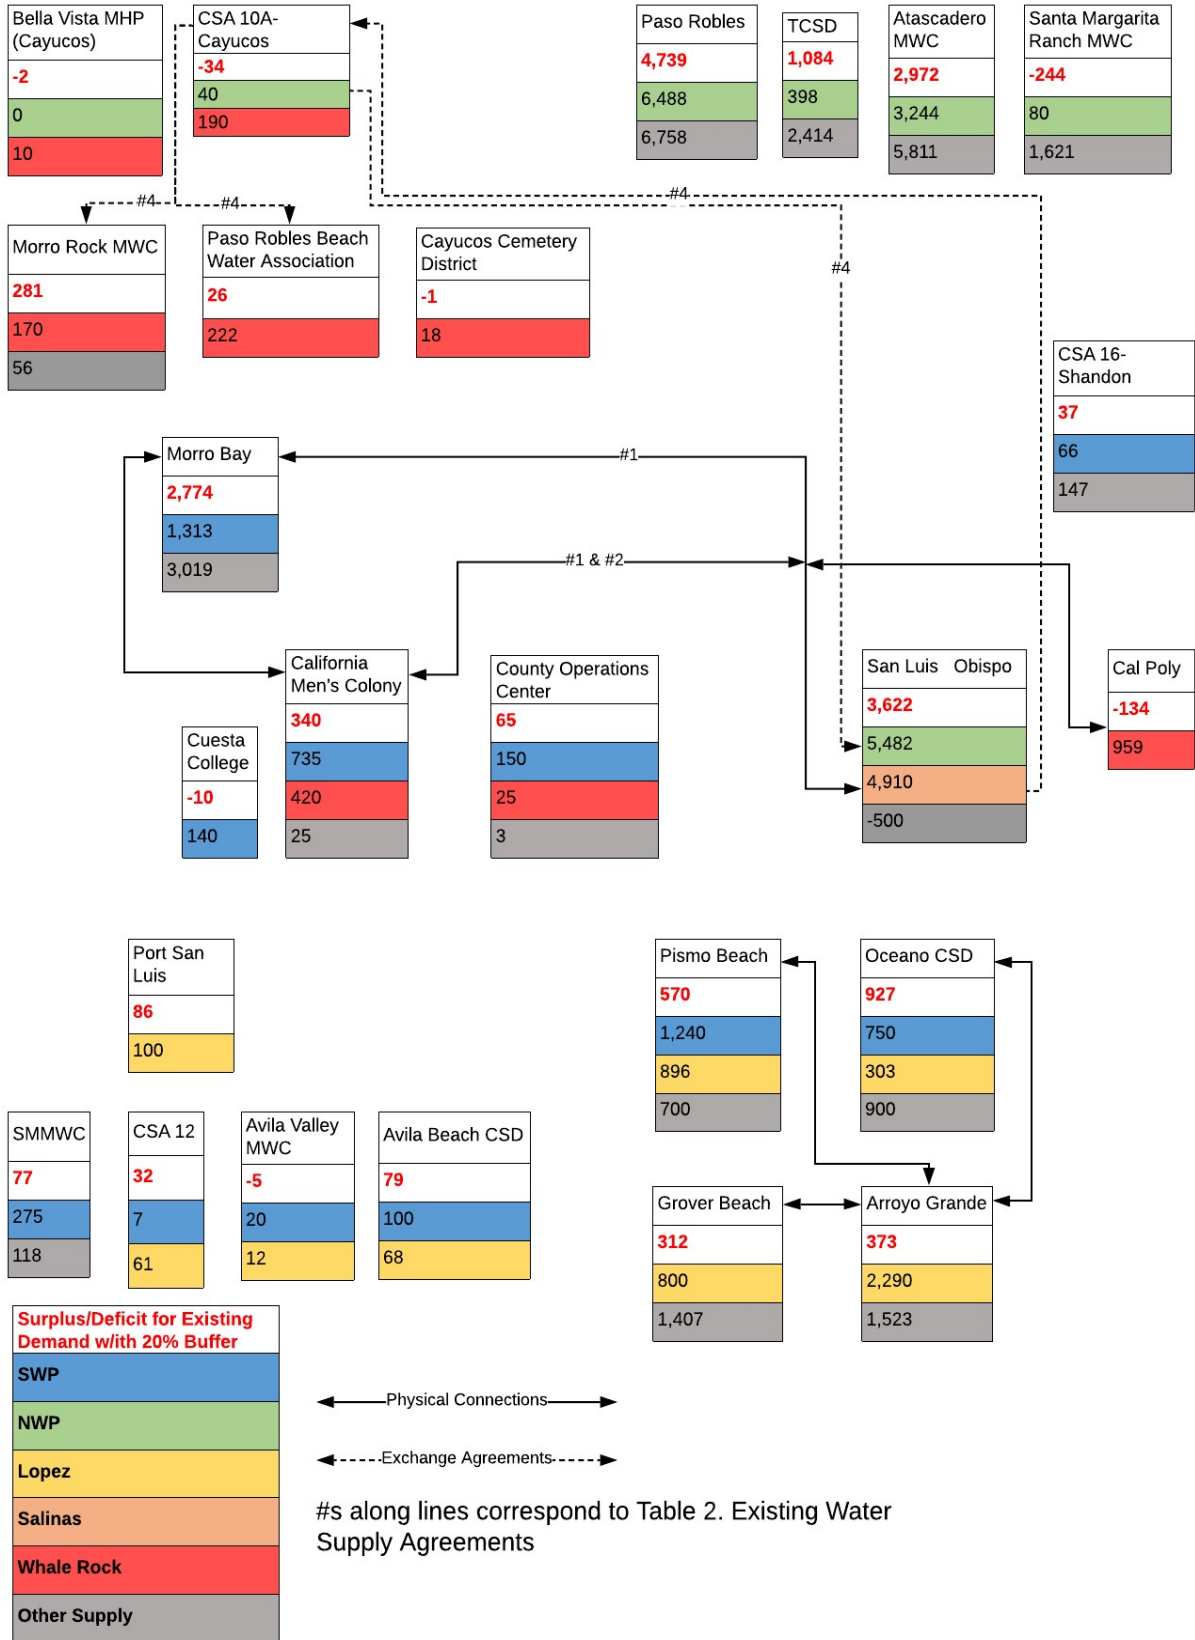 Bella Vista MHP
(Cayucos)
-2
0
10
CSA 10A-
Cayucos
-34
40
190
Paso Robles
4,739
6,488
6,758
TCSD
1,084
398
2,414
Atascadero
MWC
2,972
3,244
5,811
Santa Margarita
Ranch MWC
-244
80
1,621
#4
#4
#4
#4
Morro Rock MWC
281
170
56
Paso Robles Beach
Water Association
26
222
Cayucos Cemetery
District
-1
18
CSA 16-
Shandon
37
66
147
Morro Bay
2,774
1,313
3,019
#1
#1 & #2
California
Men's Colony
340
735
420
25
County Operations
Center
65
150
25
3
Cuesta
College
-10
140
San Luis Obispo
3,622
5,482
4,910
-500
Cal Poly
-134
959
Port San
Luis
86
100
Pismo Beach
570
1,240
896
700
Oceano CSD
927
750
303
900
SMMWC
77
275
118
CSA 12
32
7
61
Avila Valley
MWC
-5
20
12
Avila Beach CSD
79
100
68
Grover Beach
312
800
1,407
Arroyo Grande
373
2,290
1,523
Surplus/Deficit for Existing
Demand w/ith 20% Buffer
SWP
NWP
Lopez
Salinas
Whale Rock
Other Supply
Physical Connections
Exchange Agreements
#s along lines correspond to Table 2. Existing Water
Supply Agreements